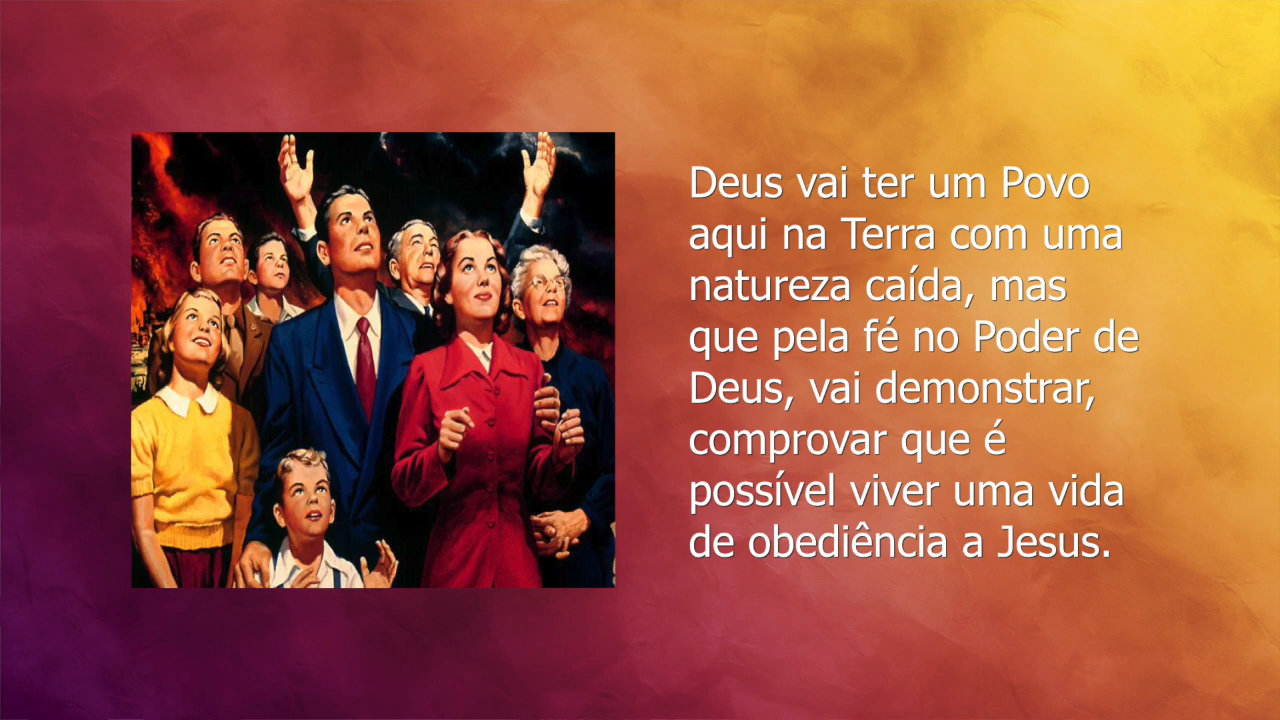 Deus vai ter um Povo
aqui na Terra com uma
natureza caída, mas
que pela fé no Poder de
Deus, vai demonstrar,
comprovar que é
possível viver uma vida
de obediência a Jesus.